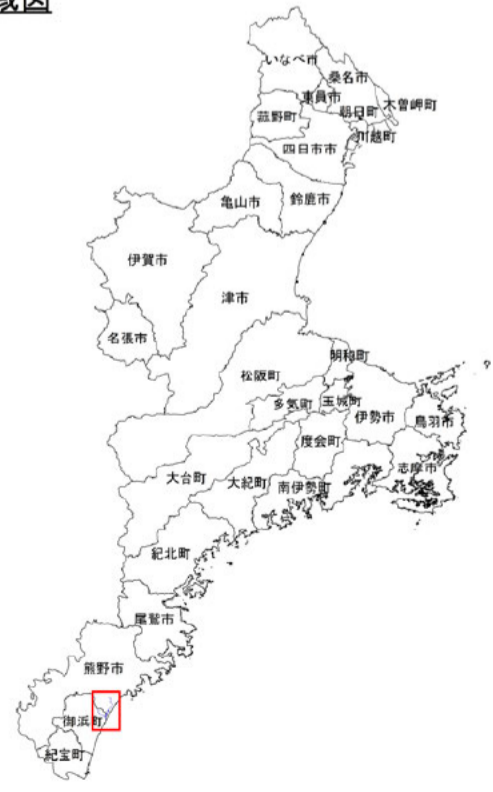 いなべ市
桑名市
東員市
木曽岬町
朝日町
菰野町
川越町
四日市市
鈴鹿市
亀山市
伊賀市
津市
名張市
明和町
松阪町
多気町
玉城町
伊勢市
鳥羽市
度会町
志摩市
大台町
大紀町
南伊勢町
紀北町
尾鷲市
熊野市
御浜町
紀宝町